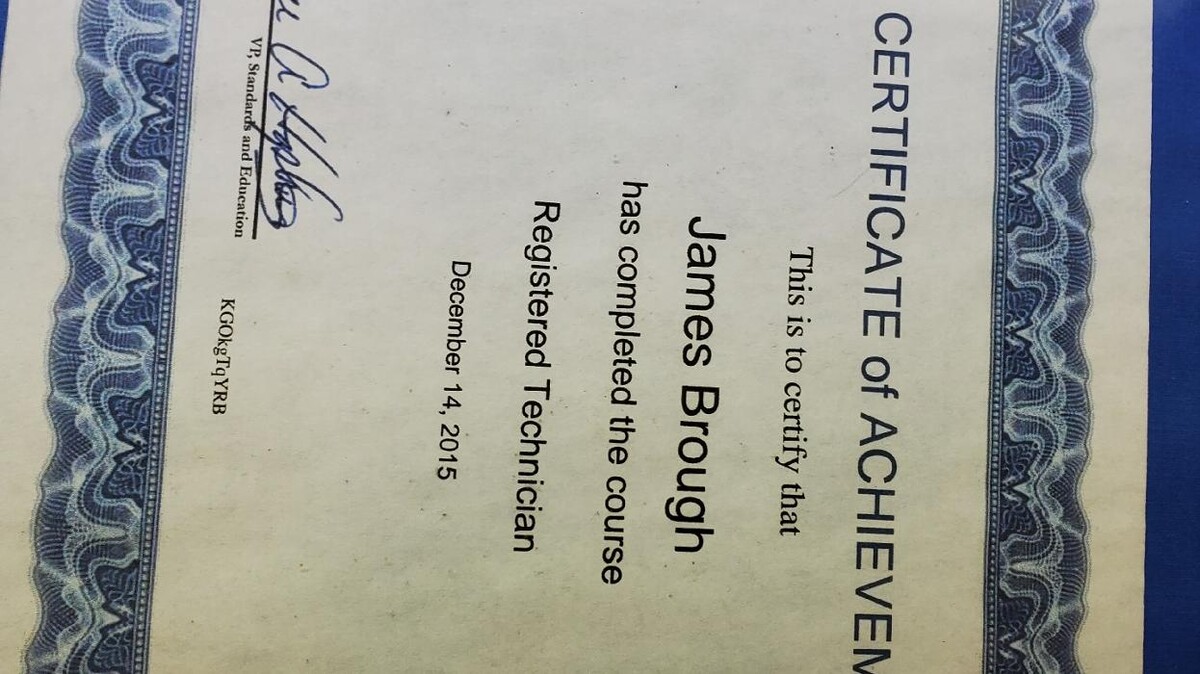 CERTIFICATE of ACHIEVEM
This is to certify that
James Brough
has completed the course
Registered Technician
December 14, 2015
VP, Standards and Education
KGOkgTqYRB